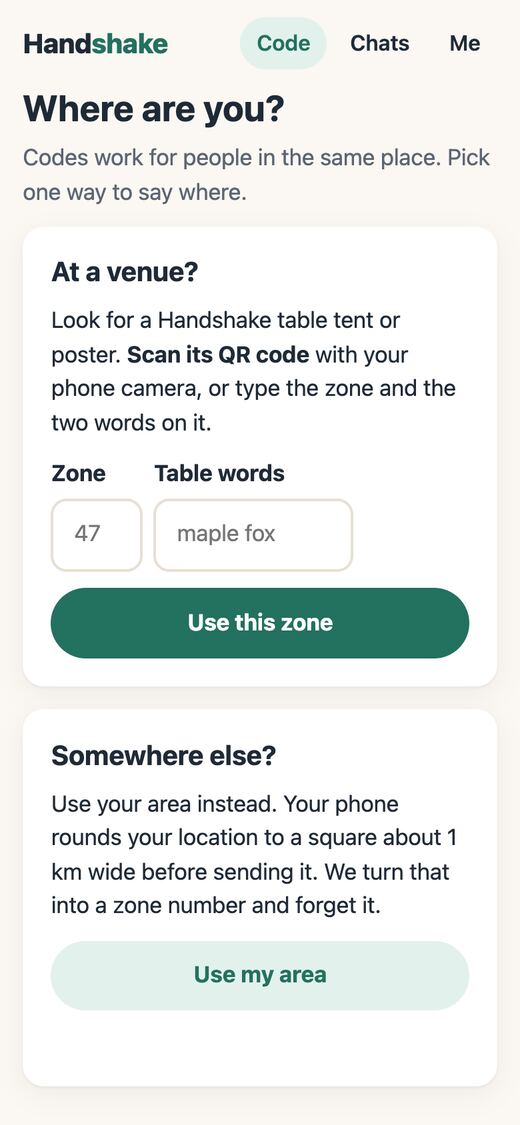 Handshake Code Chats Me
Where are you?
Codes work for people in the same place. Pick
one way to say where.
At a venue?
Look for a Handshake table tent or
poster. Scan its QR code with your
phone camera, or type the zone and the
two words on it.
Zone Table words
47 maple fox
Use this zone
Somewhere else?
Use your area instead. Your phone
rounds your location to a square about 1
km wide before sending it. We turn that
into a zone number and forget it.
Use my area